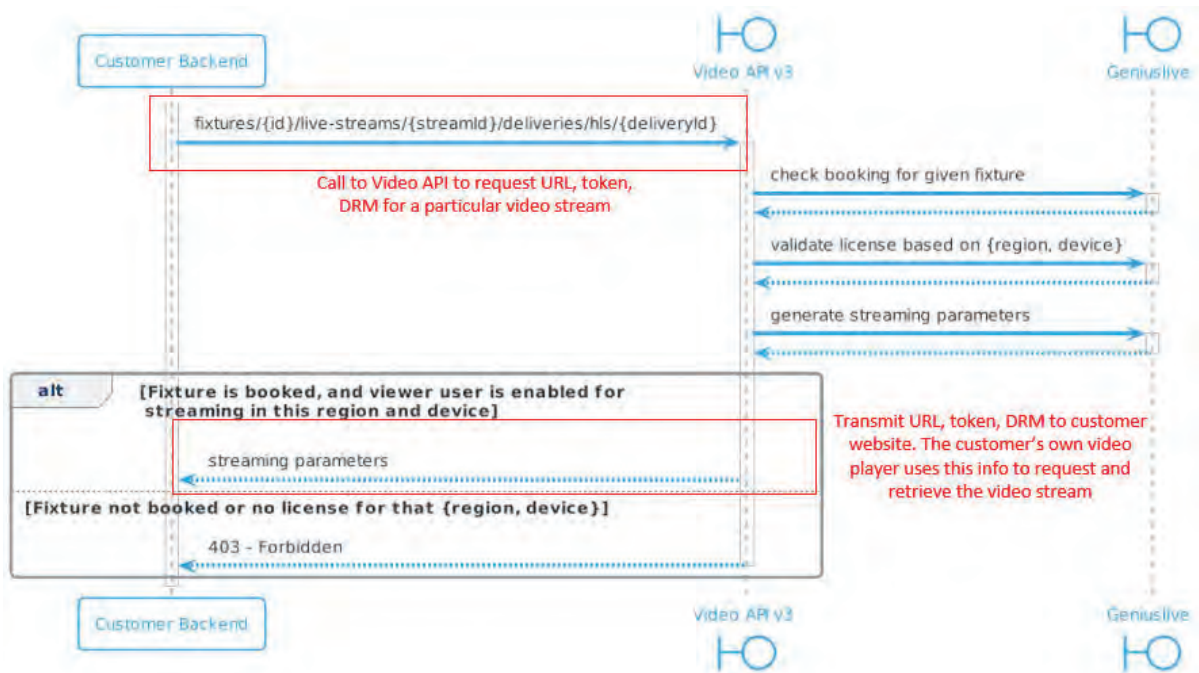 Customer Backend
Video API v3
Geniuslive
fixtures/{id}/live-streams/{streamId}/deliveries/hls/{deliveryId}
Call to Video API to request URL, token,
DRM for a particular video stream
check booking for given fixture
validate license based on {region, device}
generate streaming parameters
alt
[Fixture is booked, and viewer user is enabled for
streaming in this region and device]
Transmit URL, token, DRM to customer
website. The customer's own video
player uses this info to request and
retrieve the video stream
streaming parameters
[Fixture not booked or no license for that {region, device}]
403 - Forbidden
Customer Backend
Video API v3
Geniuslive